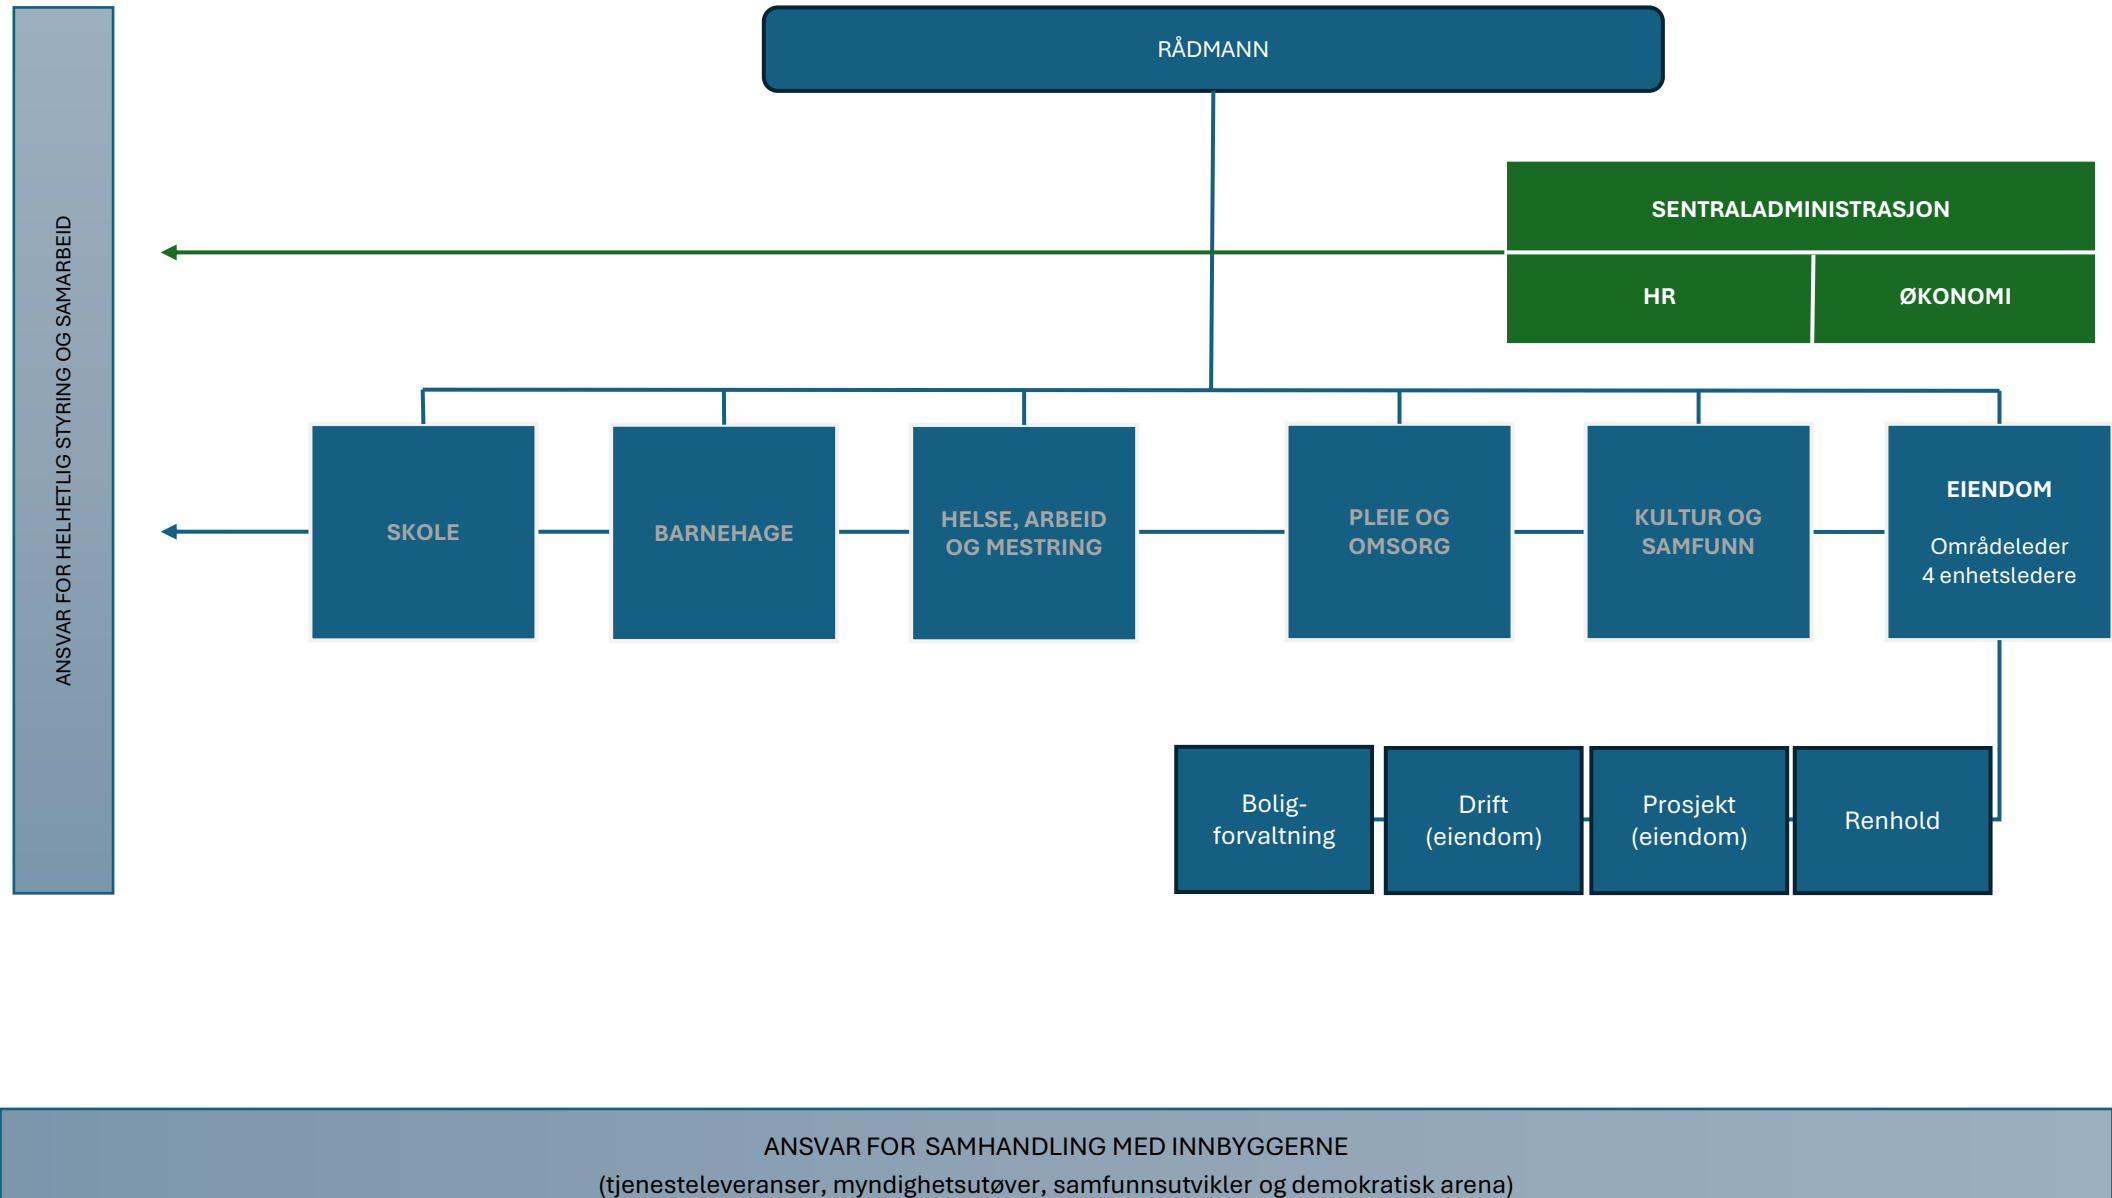 RÅDMANN
ANSVAR FOR HELHETLIG STYRING OG SAMARBEID
SENTRALADMINISTRASJON
HR
ØKONOMI
SKOLE
BARNEHAGE
HELSE, ARBEID
OG MESTRING
PLEIE OG
OMSORG
KULTUR OG
SAMFUNN
EIENDOM
Områdeleder
4 enhetsledere
Bolig-
forvaltning
Drift
(eiendom)
Prosjekt
(eiendom)
Renhold
ANSVAR FOR SAMHANDLING MED INNBYGGERNE
(tjenesteleveranser, myndighetsutøver, samfunnsutvikler og demokratisk arena)